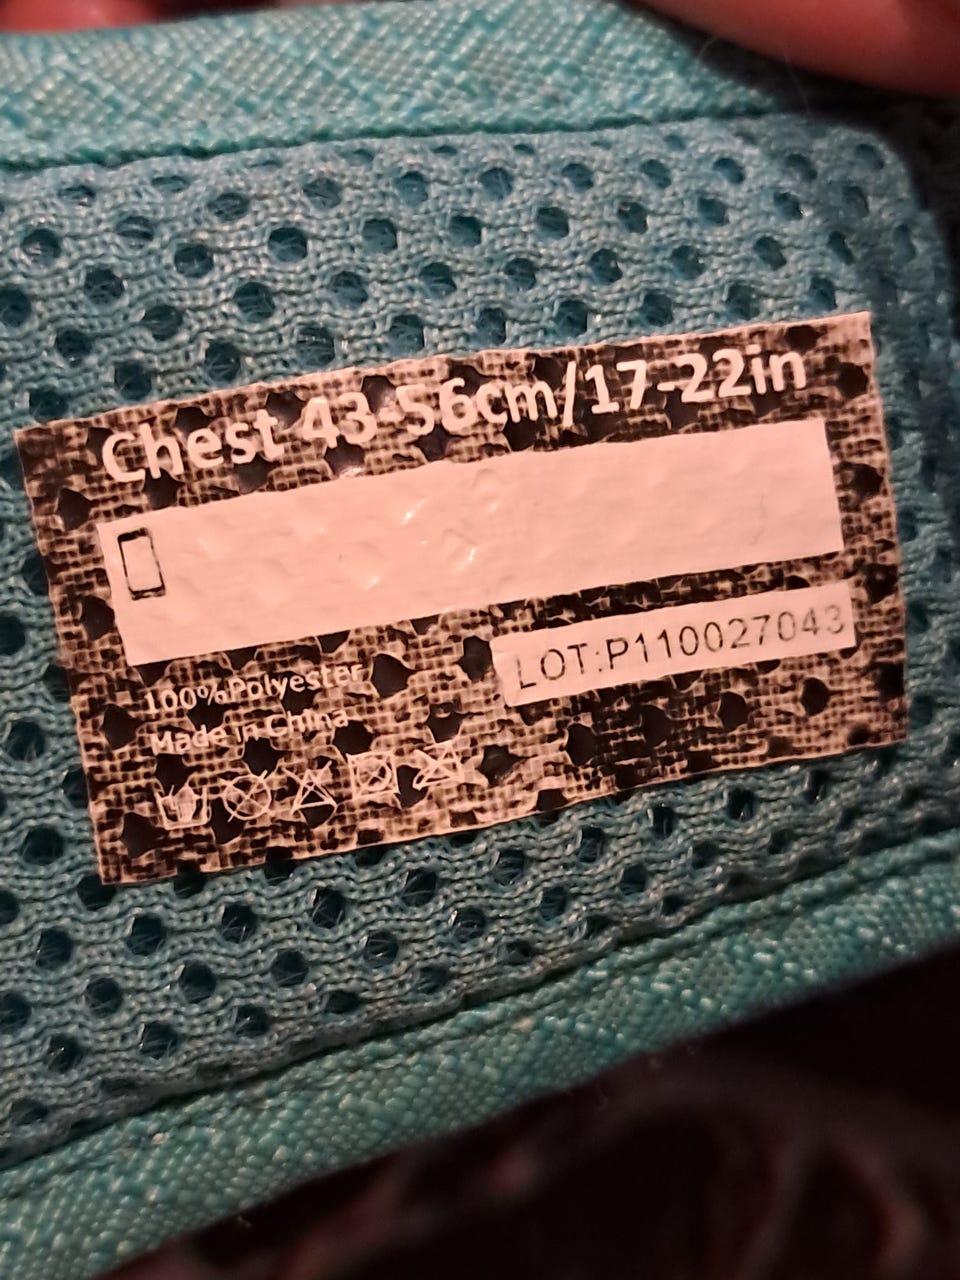 Chest 43-56cm/17-22in
LOT:P110027043
100%Polyester
Made in China